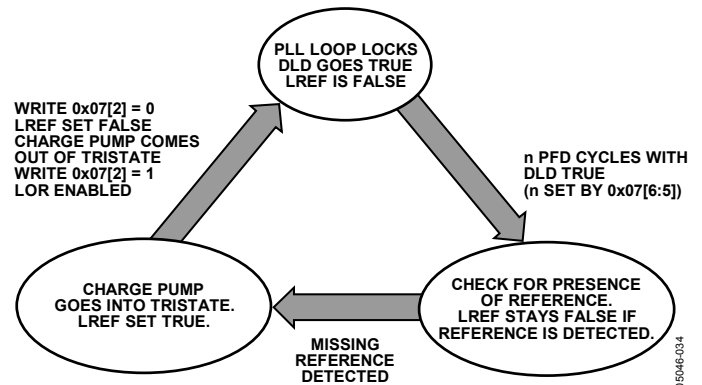 PLL LOOP LOCKS
DLD GOES TRUE
LREF IS FALSE
WRITE 0x07[2] = 0
LREF SET FALSE
CHARGE PUMP COMES
OUT OF TRISTATE
WRITE 0x07[2] = 1
LOR ENABLED
n PFD CYCLES WITH
DLD TRUE
(n SET BY 0x07[6:5])
CHARGE PUMP
GOES INTO TRISTATE.
LREF SET TRUE.
CHECK FOR PRESENCE
OF REFERENCE.
LREF STAYS FALSE IF
REFERENCE IS DETECTED.
MISSING
REFERENCE
DETECTED
05046-034